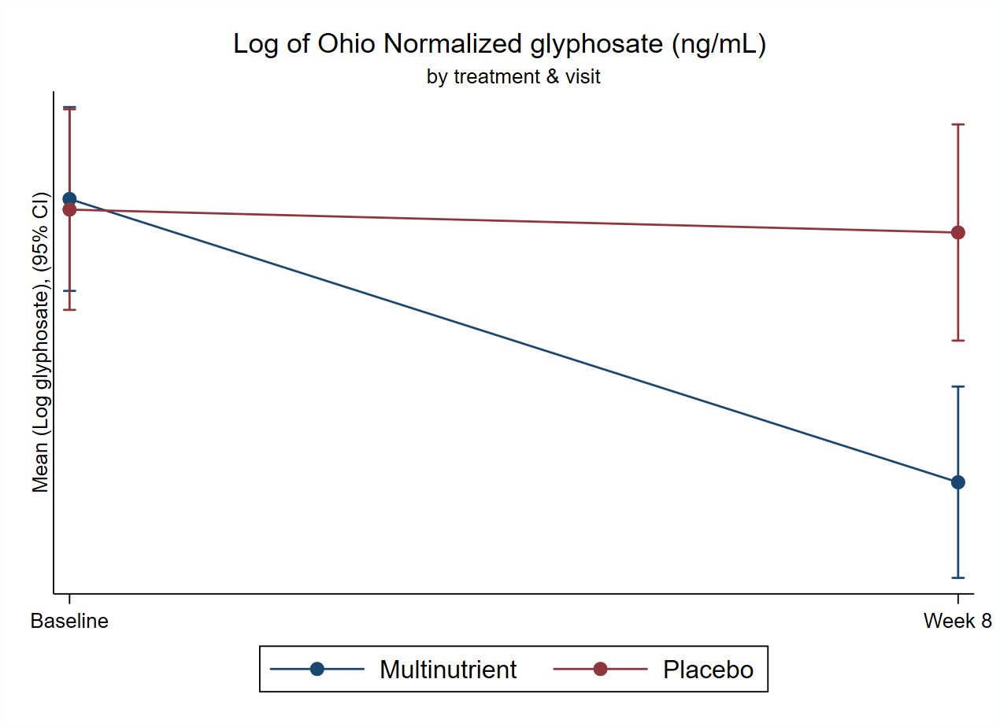 Log of Ohio Normalized glyphosate (ng/mL)
by treatment & visit
Mean (Log glyphosate), (95% CI)
Baseline
Week 8
Multinutrient
Placebo